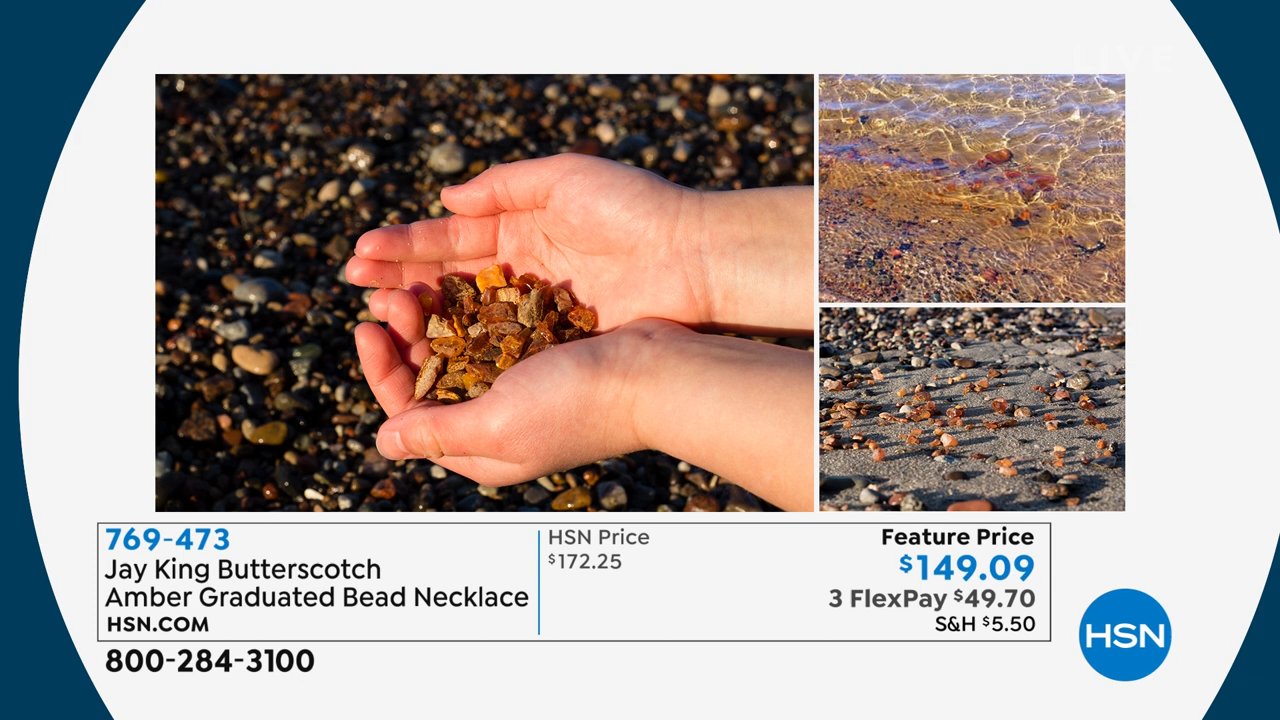 LIVE
769-473
Jay King Butterscotch
Amber Graduated Bead Necklace
HSN.COM
HSN Price
$172.25
Feature Price
$149.09
3 FlexPay $49.70
S&H $5.50
800-284-3100
HSN